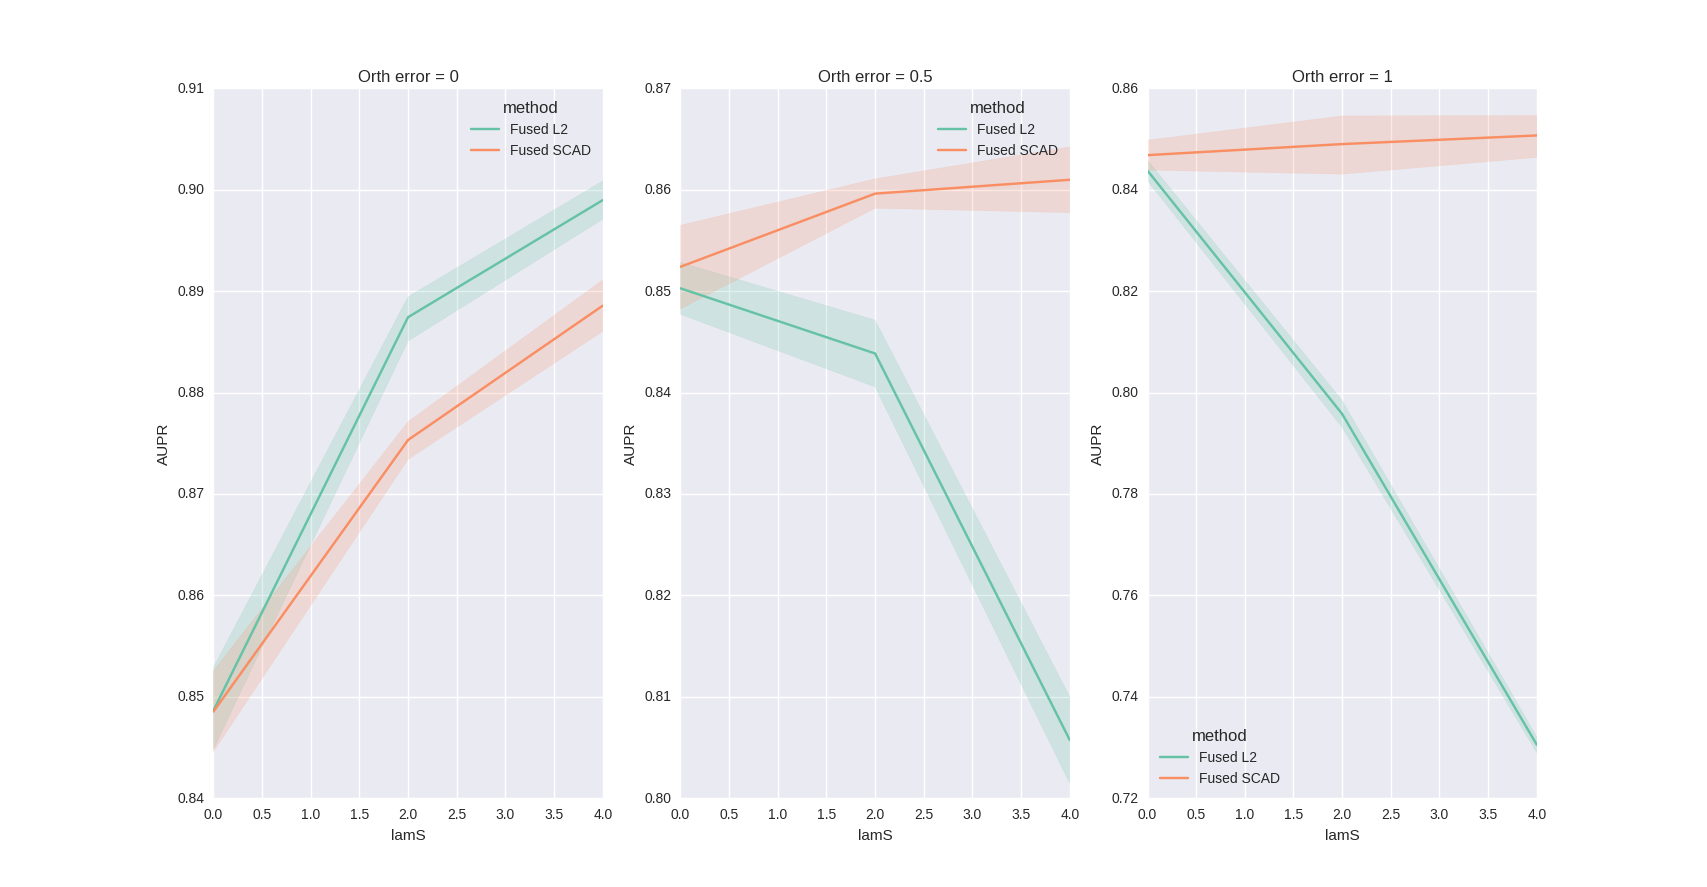 Orth error = 0
0.91
0.90
0.89
0.88
0.87
0.86
0.85
0.84
AUPR
method
Fused L2
Fused SCAD
0.0 0.5 1.0 1.5 2.0 2.5 3.0 3.5 4.0
lamS
Orth error = 0.5
0.87
0.86
0.85
0.84
0.83
0.82
0.81
0.80
AUPR
method
Fused L2
Fused SCAD
0.0 0.5 1.0 1.5 2.0 2.5 3.0 3.5 4.0
lamS
Orth error = 1
0.86
0.84
0.82
0.80
0.78
0.76
0.74
0.72
AUPR
method
Fused L2
Fused SCAD
0.0 0.5 1.0 1.5 2.0 2.5 3.0 3.5 4.0
lamS